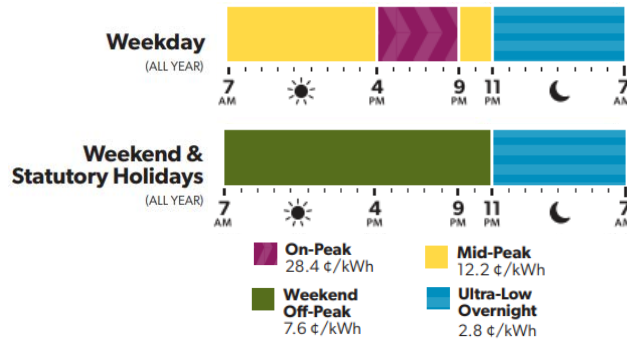 Weekday
(ALL YEAR)
7 4 9 11 7
AM PM PM PM AM
Weekend &
Statutory Holidays
(ALL YEAR)
7 4 9 11 7
AM PM PM PM AM
On-Peak
28.4 ¢/kWh
Mid-Peak
12.2 ¢/kWh
Weekend
Off-Peak
7.6 ¢/kWh
Ultra-Low
Overnight
2.8 ¢/kWh